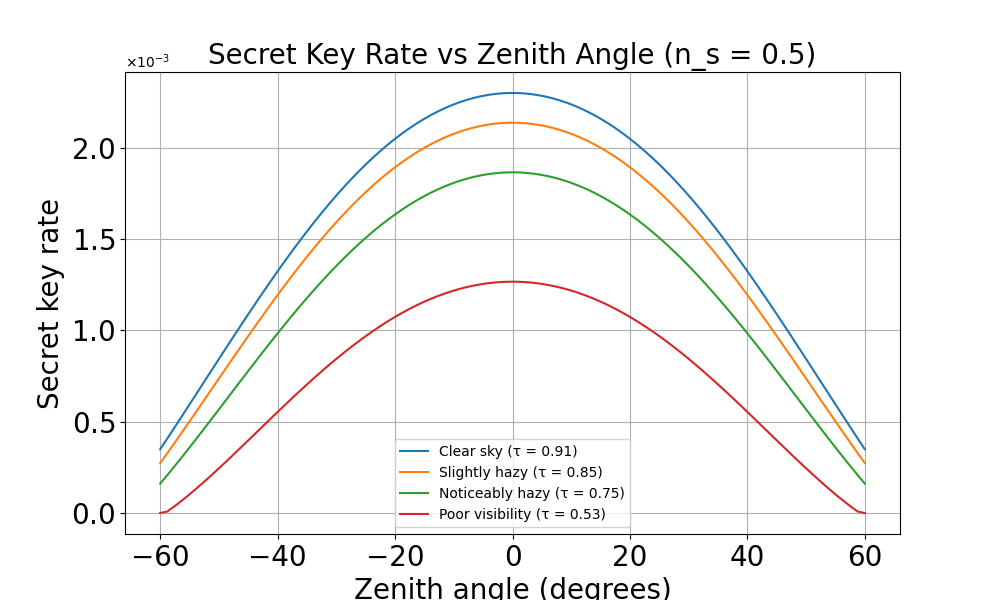 Secret Key Rate vs Zenith Angle (n_s = 0.5)
×10⁻³
Secret key rate
2.0
1.5
1.0
0.5
0.0
Clear sky (τ = 0.91)
Slightly hazy (τ = 0.85)
Noticeably hazy (τ = 0.75)
Poor visibility (τ = 0.53)
−60 −40 −20 0 20 40 60
Zenith angle (degrees)